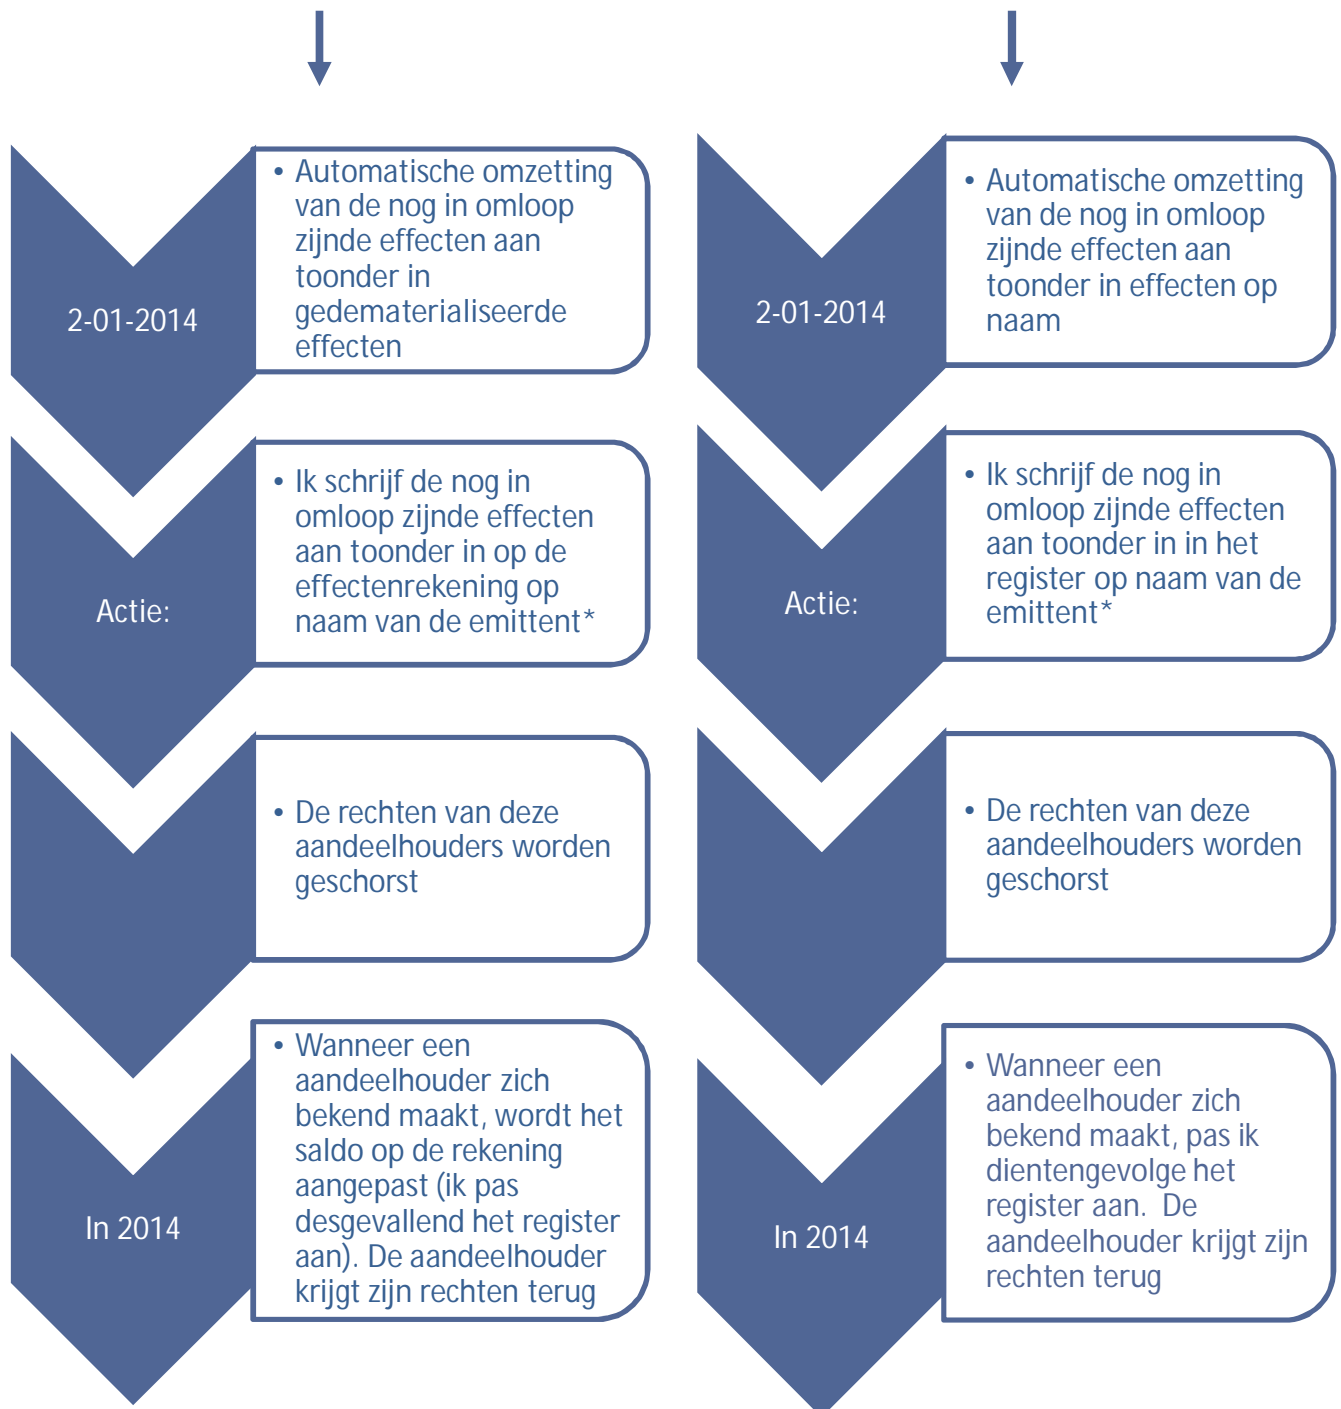 2-01-2014
• Automatische omzetting
van de nog in omloop
zijnde effecten aan
toonder in
gedematerialiseerde
effecten
Actie:
• Ik schrijf de nog in
omloop zijnde effecten
aan toonder in op de
effectenrekening op
naam van de emittent*
• De rechten van deze
aandeelhouders worden
geschorst
In 2014
• Wanneer een
aandeelhouder zich
bekend maakt, wordt het
saldo op de rekening
aangepast (ik pas
desgevallend het register
aan). De aandeelhouder
krijgt zijn rechten terug
2-01-2014
• Automatische omzetting
van de nog in omloop
zijnde effecten aan
toonder in effecten op
naam
Actie:
• Ik schrijf de nog in
omloop zijnde effecten
aan toonder in in het
register op naam van de
emittent*
• De rechten van deze
aandeelhouders worden
geschorst
In 2014
• Wanneer een
aandeelhouder zich
bekend maakt, pas ik
dientengevolge het
register aan.  De
aandeelhouder krijgt zijn
rechten terug